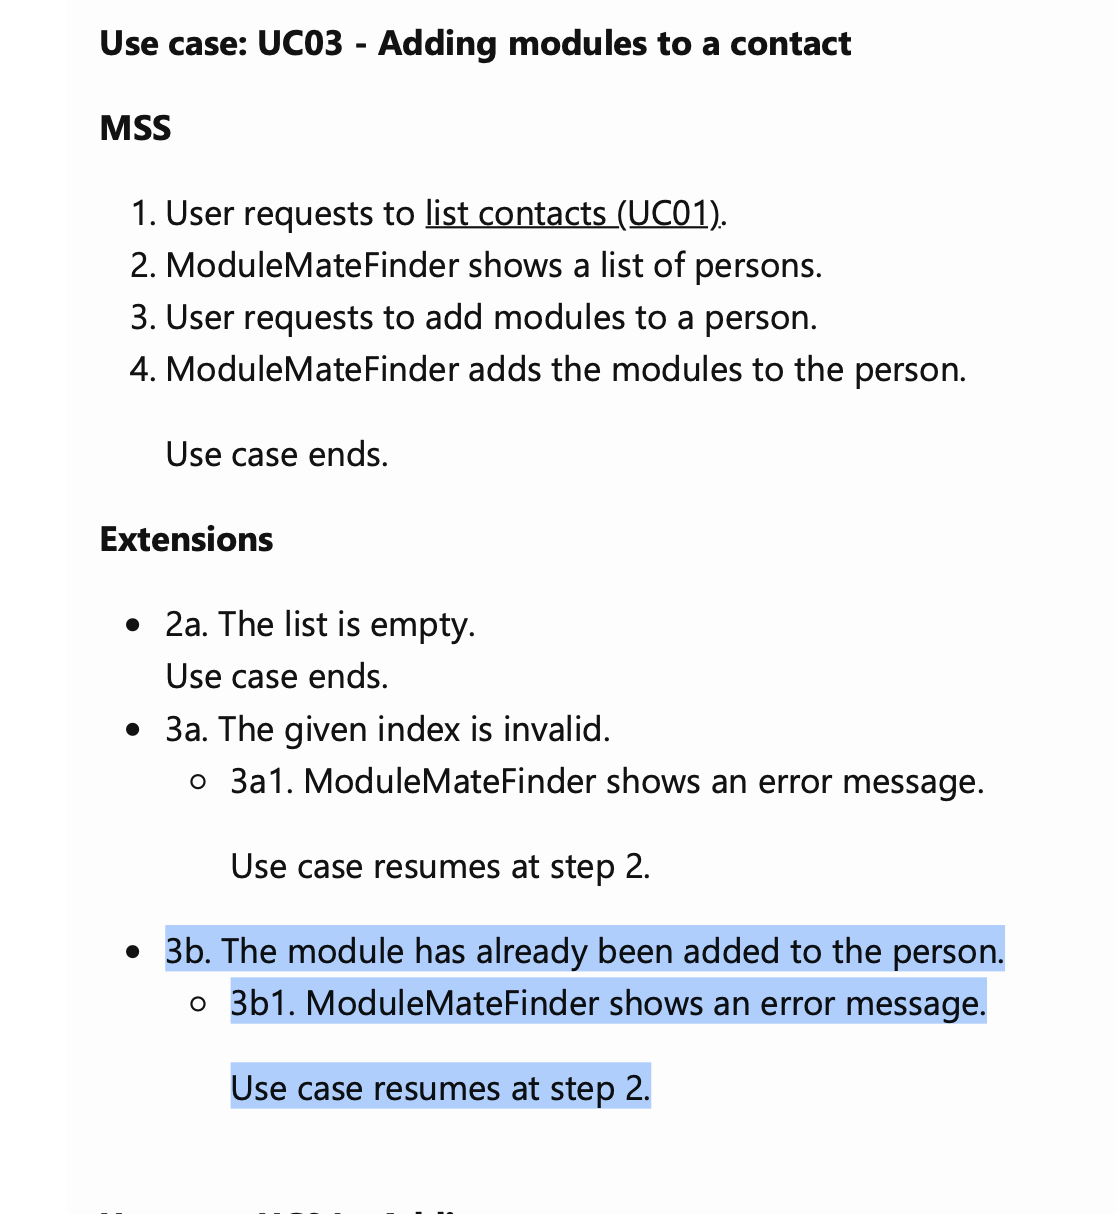 Use case: UC03 - Adding modules to a contact
MSS
1. User requests to list contacts (UC01).
2. ModuleMateFinder shows a list of persons.
3. User requests to add modules to a person.
4. ModuleMateFinder adds the modules to the person.
Use case ends.
Extensions
• 2a. The list is empty.
Use case ends.
• 3a. The given index is invalid.
○ 3a1. ModuleMateFinder shows an error message.
Use case resumes at step 2.
• 3b. The module has already been added to the person.
○ 3b1. ModuleMateFinder shows an error message.
Use case resumes at step 2.